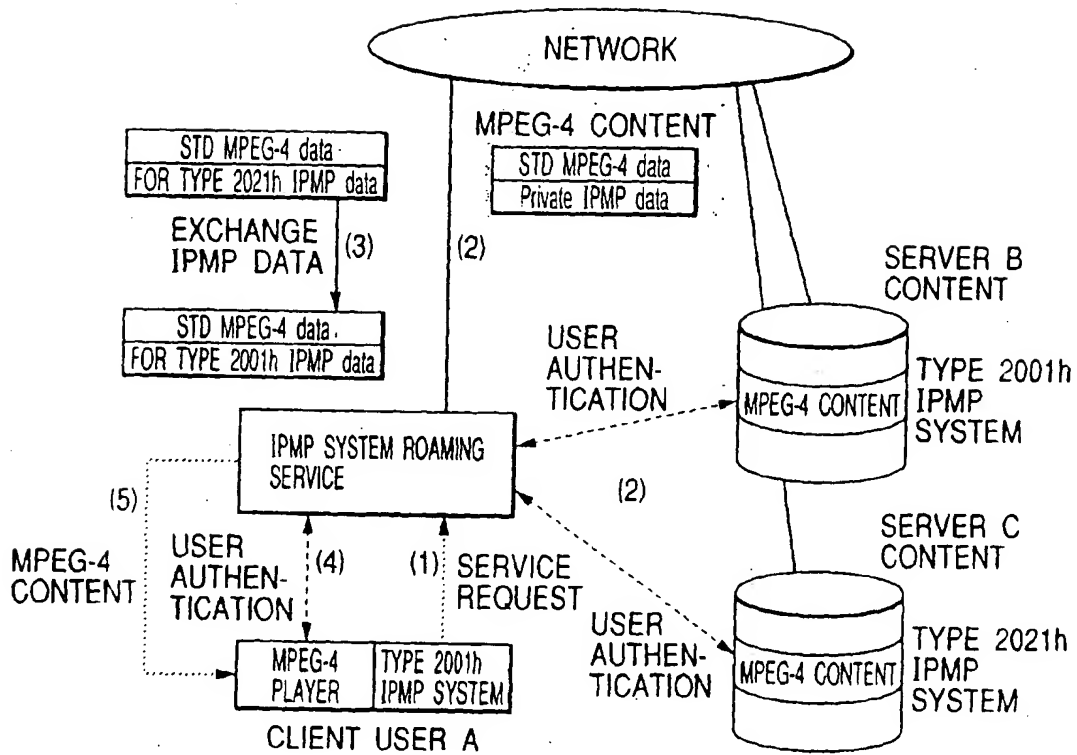 NETWORK
MPEG-4 CONTENT
STD MPEG-4 data
Private IPMP data
STD MPEG-4 data
FOR TYPE 2021h IPMP data
EXCHANGE
IPMP DATA
(3)
(2)
STD MPEG-4 data
FOR TYPE 2001h IPMP data
SERVER B
CONTENT
USER
AUTHEN-
TICATION
MPEG-4 CONTENT
TYPE 2001h
IPMP
SYSTEM
IPMP SYSTEM ROAMING
SERVICE
(2)
(5)
MPEG-4
CONTENT
USER
AUTHEN-
TICATION
(4)
(1)
SERVICE
REQUEST
SERVER C
CONTENT
USER
AUTHEN-
TICATION
MPEG-4 CONTENT
TYPE 2021h
IPMP
SYSTEM
MPEG-4
PLAYER
TYPE 2001h
IPMP SYSTEM
CLIENT USER A